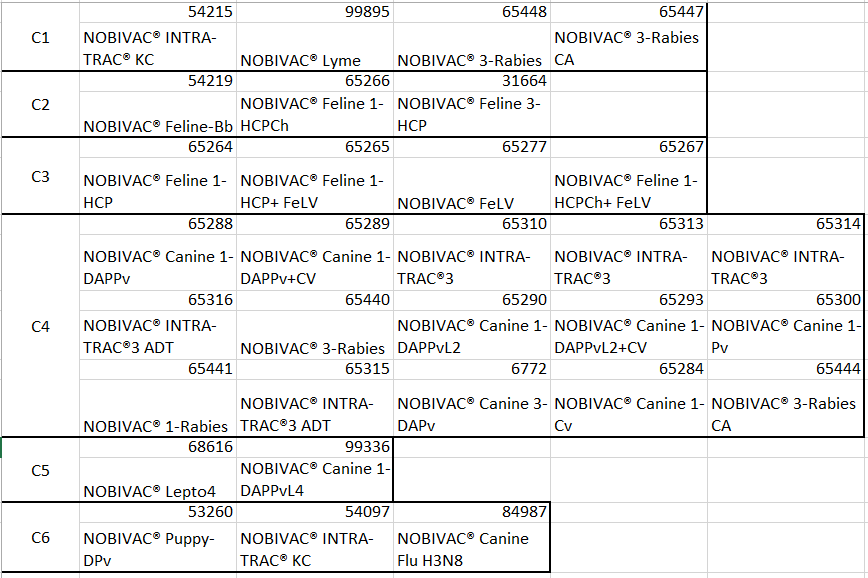 54215 99895 65448 65447
C1
NOBIVAC® INTRA- NOBIVAC® 3-Rabies
TRAC® KC NOBIVAC® Lyme NOBIVAC® 3-Rabies CA
54219 65266 31664
C2
NOBIVAC® Feline 1- NOBIVAC® Feline 3-
NOBIVAC® Feline-Bb HCPCh HCP
65264 65265 65277 65267
C3
NOBIVAC® Feline 1- NOBIVAC® Feline 1- NOBIVAC® Feline 1-
HCP HCP+ FeLV NOBIVAC® FeLV HCPCh+ FeLV
65288 65289 65310 65313 65314
NOBIVAC® Canine 1- NOBIVAC® Canine 1- NOBIVAC® INTRA- NOBIVAC® INTRA- NOBIVAC® INTRA-
DAPPv DAPPv+CV TRAC®3 TRAC®3 TRAC®3
65316 65440 65290 65293 65300
C4
NOBIVAC® INTRA- NOBIVAC® Canine 1- NOBIVAC® Canine 1- NOBIVAC® Canine 1-
TRAC®3 ADT NOBIVAC® 3-Rabies DAPPvL2 DAPPvL2+CV Pv
65441 65315 6772 65284 65444
NOBIVAC® INTRA- NOBIVAC® Canine 3- NOBIVAC® Canine 1- NOBIVAC® 3-Rabies
NOBIVAC® 1-Rabies TRAC®3 ADT DAPv Cv CA
68616 99336
C5
NOBIVAC® Canine 1-
NOBIVAC® Lepto4 DAPPvL4
53260 54097 84987
C6
NOBIVAC® Puppy- NOBIVAC® INTRA- NOBIVAC® Canine
DPv TRAC® KC Flu H3N8